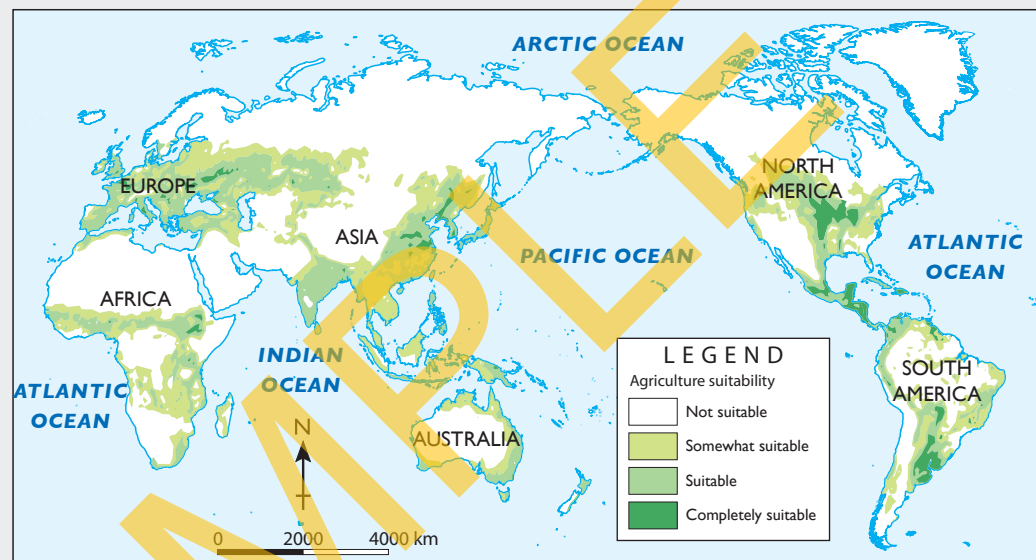 ARCTIC OCEAN
NORTH
AMERICA
EUROPE
ASIA
PACIFIC OCEAN
ATLANTIC
OCEAN
AFRICA
INDIAN
OCEAN
ATLANTIC
OCEAN
SOUTH
AMERICA
AUSTRALIA
N
0 2000 4000 km
LEGEND
Agriculture suitability
Not suitable
Somewhat suitable
Suitable
Completely suitable
MPLE